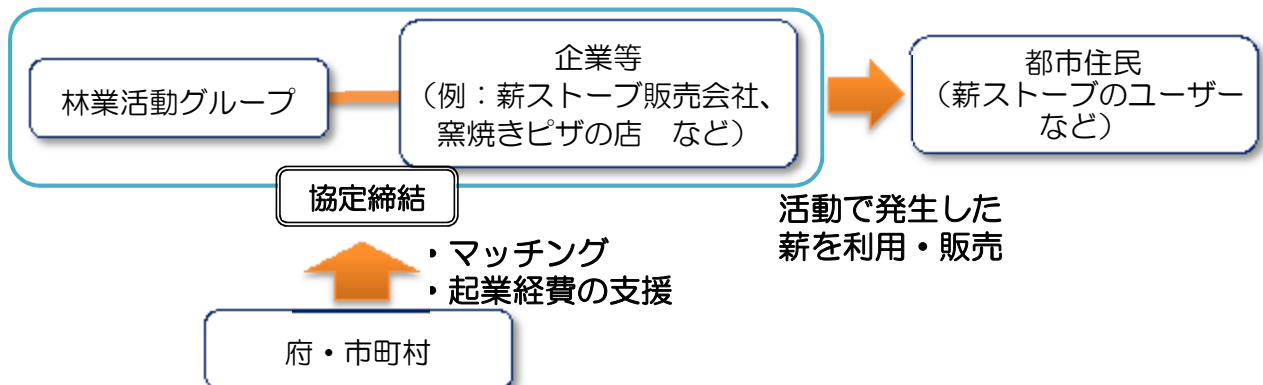 林業活動グループ
企業等
（例：薪ストーブ販売会社、
窯焼きピザの店　など）
都市住民
（薪ストーブのユーザー
など）
協定締結
活動で発生した
薪を利用・販売
・マッチング
・起業経費の支援
府・市町村